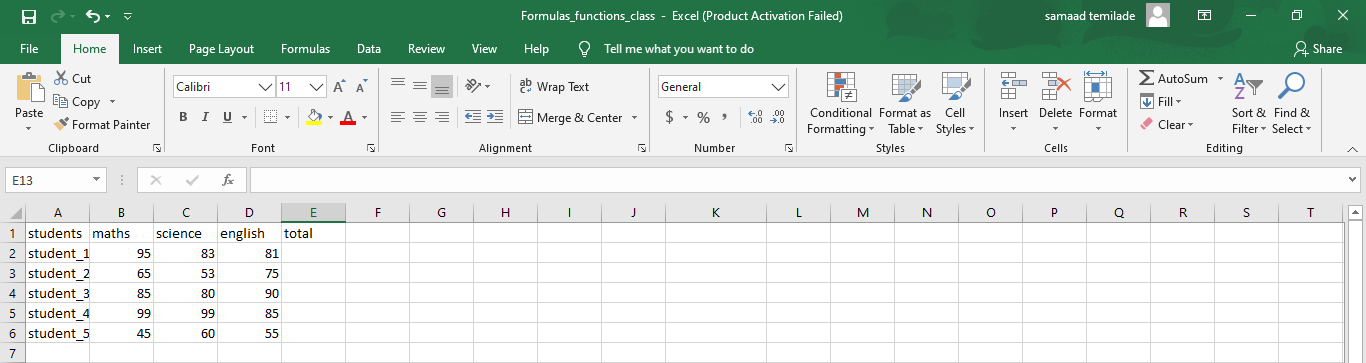 Formulas_functions_class - Excel (Product Activation Failed) samaad temilade
File Home Insert Page Layout Formulas Data Review View Help Tell me what you want to do Share
Cut Calibri 11 A A ab Wrap Text General AutoSum
Paste Copy Conditional Format as Cell Insert Delete Format Fill Sort & Find &
Format Painter B I U A Merge & Center $ % , .00 .0 Formatting Table Styles Clear Filter Select
Clipboard Font Alignment Number Styles Cells Editing
E13 fx
A B C D E F G H I J K L M N O P Q R S T
1 students maths science english total
2 student_1 95 83 81
3 student_2 65 53 75
4 student_3 85 80 90
5 student_4 99 99 85
6 student_5 45 60 55
7